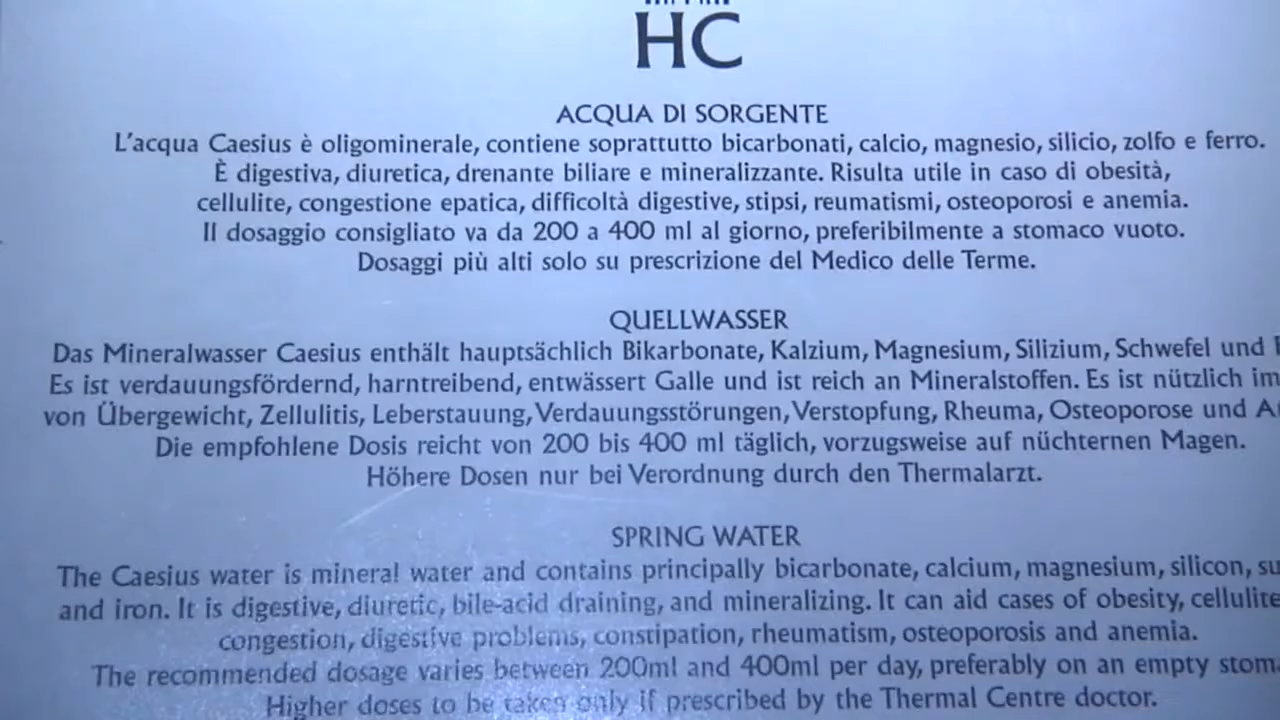 HC
ACQUA DI SORGENTE
L'acqua Caesius è oligominerale, contiene soprattutto bicarbonati, calcio, magnesio, silicio, zolfo e ferro.
È digestiva, diuretica, drenante biliare e mineralizzante. Risulta utile in caso di obesità,
cellulite, congestione epatica, difficoltà digestive, stipsi, reumatismi, osteoporosi e anemia.
Il dosaggio consigliato va da 200 a 400 ml al giorno, preferibilmente a stomaco vuoto.
Dosaggi più alti solo su prescrizione del Medico delle Terme.
QUELLWASSER
Das Mineralwasser Caesius enthält hauptsächlich Bikarbonate, Kalzium, Magnesium, Silizium, Schwefel und
Es ist verdauungsfördernd, harntreibend, entwässert Galle und ist reich an Mineralstoffen. Es ist nützlich im
von Übergewicht, Zellulitis, Leberstauung, Verdauungsstörungen, Verstopfung, Rheuma, Osteoporose und
Die empfohlene Dosis reicht von 200 bis 400 ml täglich, vorzugsweise auf nüchternen Magen.
Höhere Dosen nur bei Verordnung durch den Thermalarzt.
SPRING WATER
The Caesius water is mineral water and contains principally bicarbonate, calcium, magnesium, silicon,
and iron. It is digestive, diuretic, bile-acid draining, and mineralizing. It can aid cases of obesity, cellulite
congestion, digestive problems, constipation, rheumatism, osteoporosis and anemia.
The recommended dosage varies between 200ml and 400ml per day, preferably on an empty
Higher doses to be taken only if prescribed by the Thermal Centre doctor.